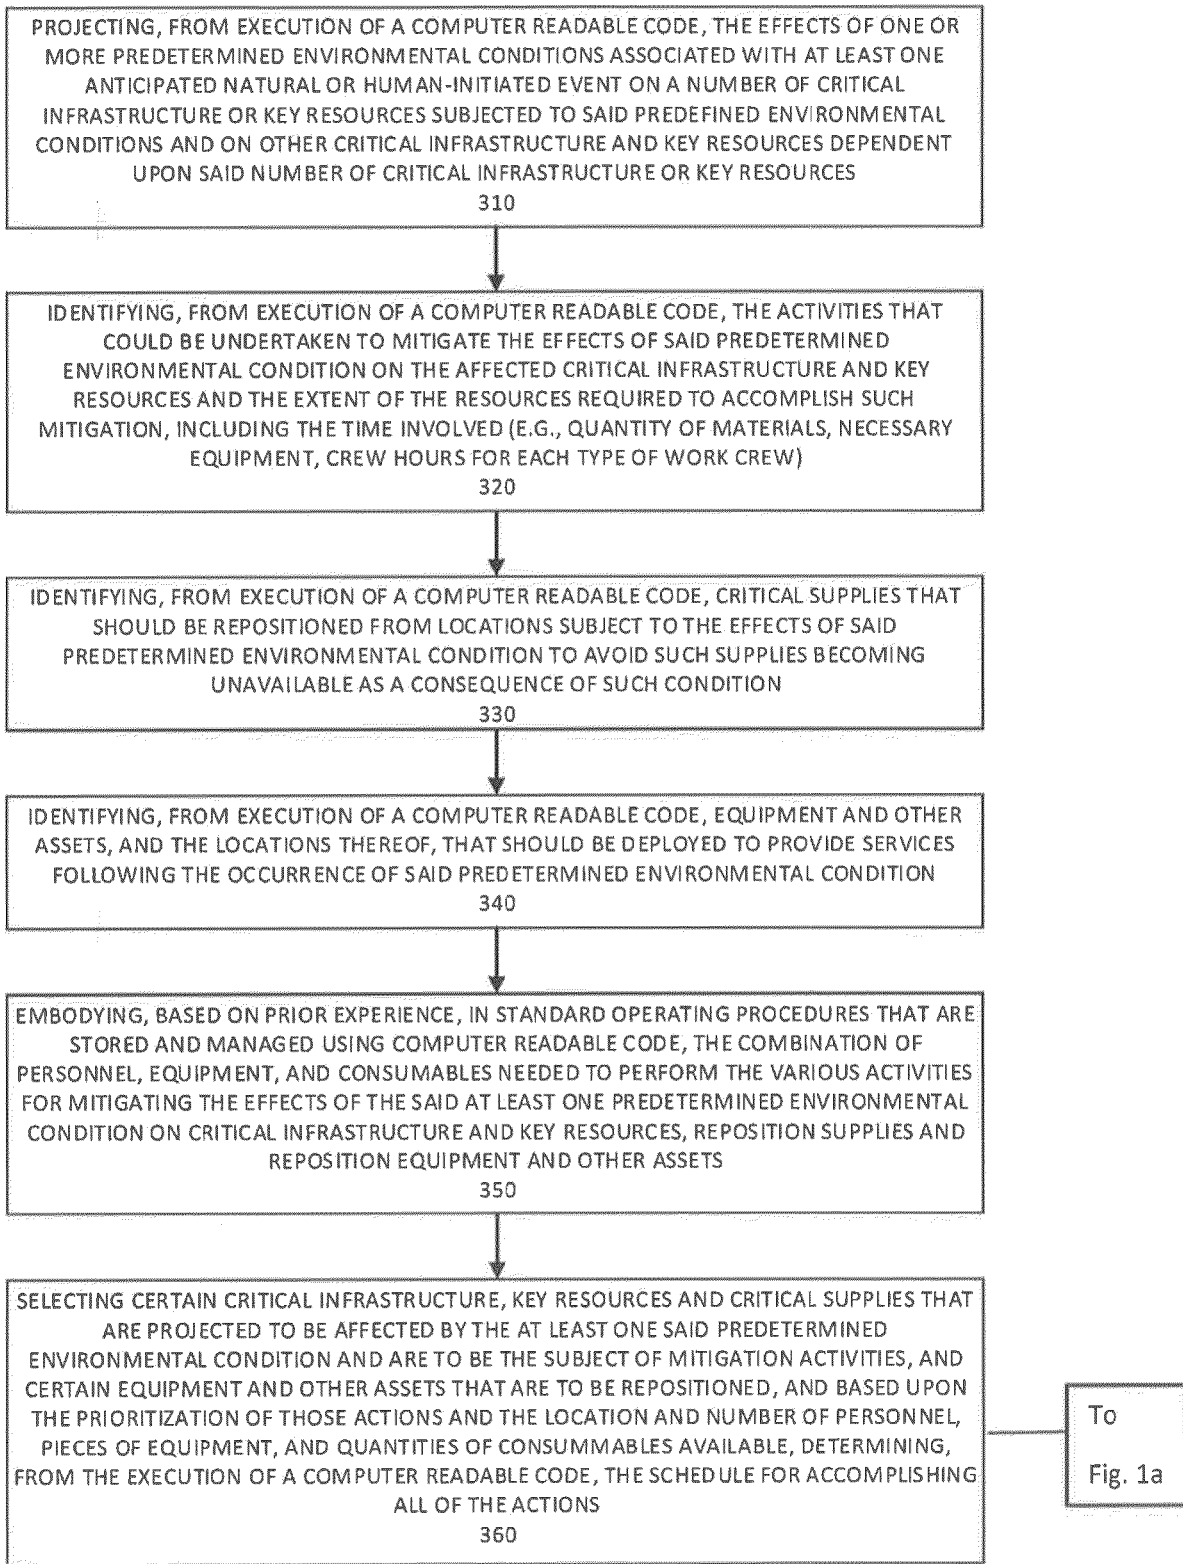 PROJECTING, FROM EXECUTION OF A COMPUTER READABLE CODE, THE EFFECTS OF ONE OR
MORE PREDETERMINED ENVIRONMENTAL CONDITIONS ASSOCIATED WITH AT LEAST ONE
ANTICIPATED NATURAL OR HUMAN-INITIATED EVENT ON A NUMBER OF CRITICAL
INFRASTRUCTURE OR KEY RESOURCES SUBJECTED TO SAID PREDEFINED ENVIRONMENTAL
CONDITIONS AND ON OTHER CRITICAL INFRASTRUCTURE AND KEY RESOURCES DEPENDENT
UPON SAID NUMBER OF CRITICAL INFRASTRUCTURE OR KEY RESOURCES
310
IDENTIFYING, FROM EXECUTION OF A COMPUTER READABLE CODE, THE ACTIVITIES THAT
COULD BE UNDERTAKEN TO MITIGATE THE EFFECTS OF SAID PREDETERMINED
ENVIRONMENTAL CONDITION ON THE AFFECTED CRITICAL INFRASTRUCTURE AND KEY
RESOURCES AND THE EXTENT OF THE RESOURCES REQUIRED TO ACCOMPLISH SUCH
MITIGATION, INCLUDING THE TIME INVOLVED (E.G., QUANTITY OF MATERIALS, NECESSARY
EQUIPMENT, CREW HOURS FOR EACH TYPE OF WORK CREW)
320
IDENTIFYING, FROM EXECUTION OF A COMPUTER READABLE CODE, CRITICAL SUPPLIES THAT
SHOULD BE REPOSITIONED FROM LOCATIONS SUBJECT TO THE EFFECTS OF SAID
PREDETERMINED ENVIRONMENTAL CONDITION TO AVOID SUCH SUPPLIES BECOMING
UNAVAILABLE AS A CONSEQUENCE OF SUCH CONDITION
330
IDENTIFYING, FROM EXECUTION OF A COMPUTER READABLE CODE, EQUIPMENT AND OTHER
ASSETS, AND THE LOCATIONS THEREOF, THAT SHOULD BE DEPLOYED TO PROVIDE SERVICES
FOLLOWING THE OCCURRENCE OF SAID PREDETERMINED ENVIRONMENTAL CONDITION
340
EMBODYING, BASED ON PRIOR EXPERIENCE, IN STANDARD OPERATING PROCEDURES THAT ARE
STORED AND MANAGED USING COMPUTER READABLE CODE, THE COMBINATION OF
PERSONNEL, EQUIPMENT, AND CONSUMABLES NEEDED TO PERFORM THE VARIOUS ACTIVITIES
FOR MITIGATING THE EFFECTS OF THE SAID AT LEAST ONE PREDETERMINED ENVIRONMENTAL
CONDITION ON CRITICAL INFRASTRUCTURE AND KEY RESOURCES, REPOSITION SUPPLIES AND
REPOSITION EQUIPMENT AND OTHER ASSETS
350
SELECTING CERTAIN CRITICAL INFRASTRUCTURE, KEY RESOURCES AND CRITICAL SUPPLIES THAT
ARE PROJECTED TO BE AFFECTED BY THE AT LEAST ONE SAID PREDETERMINED
ENVIRONMENTAL CONDITION AND ARE TO BE THE SUBJECT OF MITIGATION ACTIVITIES, AND
CERTAIN EQUIPMENT AND OTHER ASSETS THAT ARE TO BE REPOSITIONED, AND BASED UPON
THE PRIORITIZATION OF THOSE ACTIONS AND THE LOCATION AND NUMBER OF PERSONNEL,
PIECES OF EQUIPMENT, AND QUANTITIES OF CONSUMMABLES AVAILABLE, DETERMINING,
FROM THE EXECUTION OF A COMPUTER READABLE CODE, THE SCHEDULE FOR ACCOMPLISHING
ALL OF THE ACTIONS
360
To
Fig. 1a